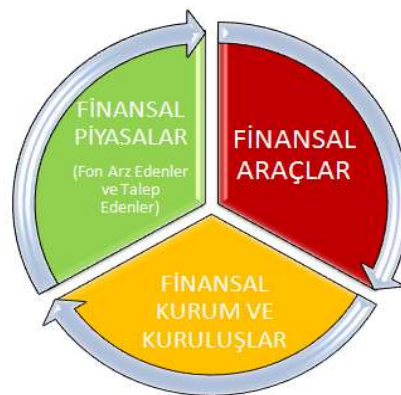 FİNANSAL
PİYASALAR
(Fon Arz Edenler
ve Talep
Edenler)
FİNANSAL
ARAÇLAR
FİNANSAL
KURUM VE
KURULUŞLAR